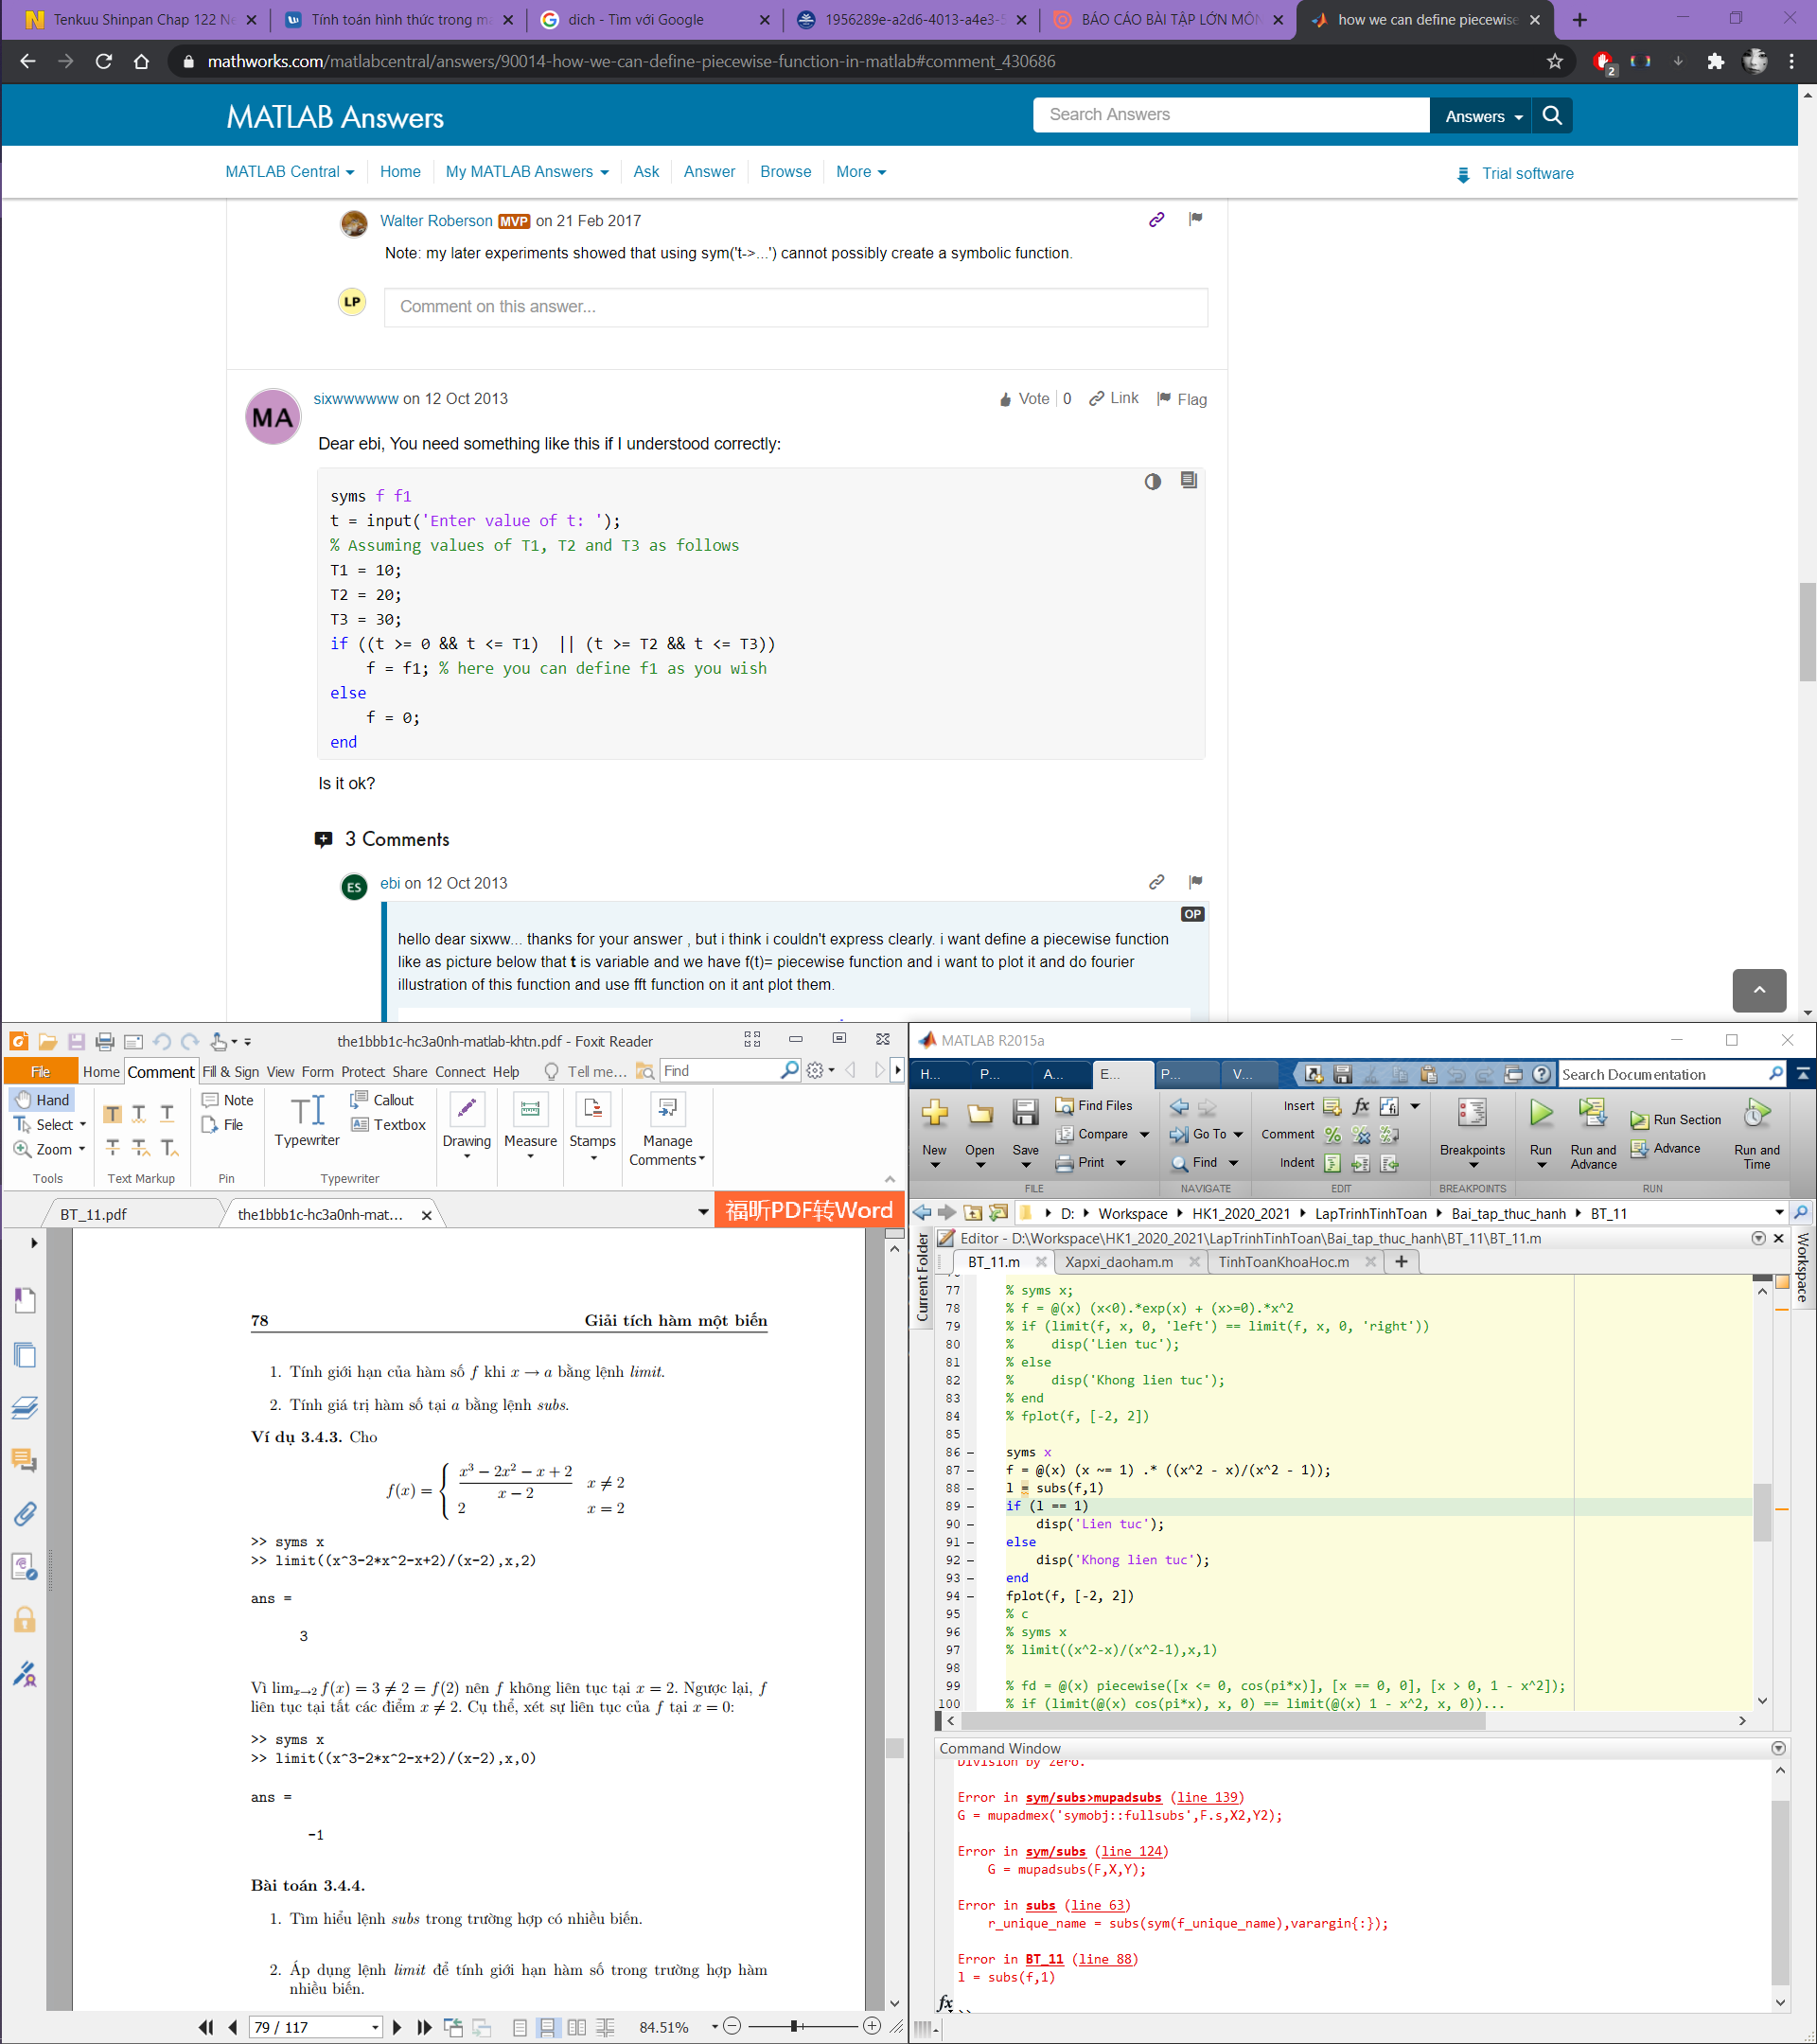 Tenkuu Shinpan Chap 122 Ne
Tính toán hình thức trong ma
dich - Tìm với Google
1956289e-a2d6-4013-a4e3-5
BÁO CÁO BÀI TẬP LỚN MÔN
how we can define piecewise
mathworks.com/matlabcentral/answers/90014-how-we-can-define-piecewise-function-in-matlab#comment_430686
2
MATLAB Answers
Search Answers
Answers
MATLAB Central
Home
My MATLAB Answers
Ask
Answer
Browse
More
Trial software
Walter Roberson MVP on 21 Feb 2017
Note: my later experiments showed that using sym('t->...') cannot possibly create a symbolic function.
LP
Comment on this answer...
MA
sixwwwwww on 12 Oct 2013
Vote 0 Link Flag
Dear ebi, You need something like this if I understood correctly:
syms f f1
t = input('Enter value of t: ');
% Assuming values of T1, T2 and T3 as follows
T1 = 10;
T2 = 20;
T3 = 30;
if ((t >= 0 && t <= T1)  || (t >= T2 && t <= T3))
f = f1; % here you can define f1 as you wish
else
f = 0;
end
Is it ok?
3 Comments
ES
ebi on 12 Oct 2013
OP
hello dear sixww... thanks for your answer , but i think i couldn't express clearly. i want define a piecewise function
like as picture below that t is variable and we have f(t)= piecewise function and i want to plot it and do fourier
illustration of this function and use fft function on it ant plot them.
the1bbb1c-hc3a0nh-matlab-khtn.pdf - Foxit Reader
File Home Comment Fill & Sign View Form Protect Share Connect Help Tell me... Find
Hand
Select
Zoom
Tools
Text Markup
Note
File
Pin
Typewriter
Callout
Textbox
Typewriter
Drawing
Measure
Stamps
Manage
Comments
BT_11.pdf
the1bbb1c-hc3a0nh-mat...
福昕PDF转Word
78 Giải tích hàm một biến
1. Tính giới hạn của hàm số f khi x → a bằng lệnh limit.
2. Tính giá trị hàm số tại a bằng lệnh subs.
Ví dụ 3.4.3. Cho
f(x) = { (x³ − 2x² − x + 2)/(x − 2) x ≠ 2
2 x = 2
>> syms x
>> limit((x^3-2*x^2-x+2)/(x-2),x,2)
ans =
3
Vì lim x→2 f(x) = 3 ≠ 2 = f(2) nên f không liên tục tại x = 2. Ngược lại, f
liên tục tại tất các điểm x ≠ 2. Cụ thể, xét sự liên tục của f tại x = 0:
>> syms x
>> limit((x^3-2*x^2-x+2)/(x-2),x,0)
ans =
-1
Bài toán 3.4.4.
1. Tìm hiểu lệnh subs trong trường hợp có nhiều biến.
2. Áp dụng lệnh limit để tính giới hạn hàm số trong trường hợp hàm
nhiều biến.
79 / 117
84.51%
MATLAB R2015a
H... P... A... E... P... V...
Search Documentation
New
Open
Save
Find Files
Compare
Print
FILE
Go To
Find
NAVIGATE
Insert
Comment
Indent
EDIT
Breakpoints
BREAKPOINTS
Run
Run and
Advance
Run Section
Advance
Run and
Time
RUN
D: Workspace HK1_2020_2021 LapTrinhTinhToan Bai_tap_thuc_hanh BT_11
Current Folder
Editor - D:\Workspace\HK1_2020_2021\LapTrinhTinhToan\Bai_tap_thuc_hanh\BT_11\BT_11.m
Workspace
BT_11.m
Xapxi_daoham.m
TinhToanKhoaHoc.m
77 % syms x;
78 % f = @(x) (x<0).*exp(x) + (x>=0).*x^2
79 % if (limit(f, x, 0, 'left') == limit(f, x, 0, 'right'))
80 %     disp('Lien tuc');
81 % else
82 %     disp('Khong lien tuc');
83 % end
84 % fplot(f, [-2, 2])
85
86 – syms x
87 – f = @(x) (x ~= 1) .* ((x^2 - x)/(x^2 - 1));
88 – l = subs(f,1)
89 – if (l == 1)
90 – disp('Lien tuc');
91 – else
92 – disp('Khong lien tuc');
93 – end
94 – fplot(f, [-2, 2])
95 % c
96 % syms x
97 % limit((x^2-x)/(x^2-1),x,1)
98
99 % fd = @(x) piecewise([x <= 0, cos(pi*x)], [x == 0, 0], [x > 0, 1 - x^2]);
100 % if (limit(@(x) cos(pi*x), x, 0) == limit(@(x) 1 - x^2, x, 0))...
Command Window
Division by zero.
Error in sym/subs>mupadsubs (line 139)
G = mupadmex('symobj::fullsubs',F.s,X2,Y2);
Error in sym/subs (line 124)
G = mupadsubs(F,X,Y);
Error in subs (line 63)
r_unique_name = subs(sym(f_unique_name),varargin{:});
Error in BT_11 (line 88)
l = subs(f,1)
fx >>